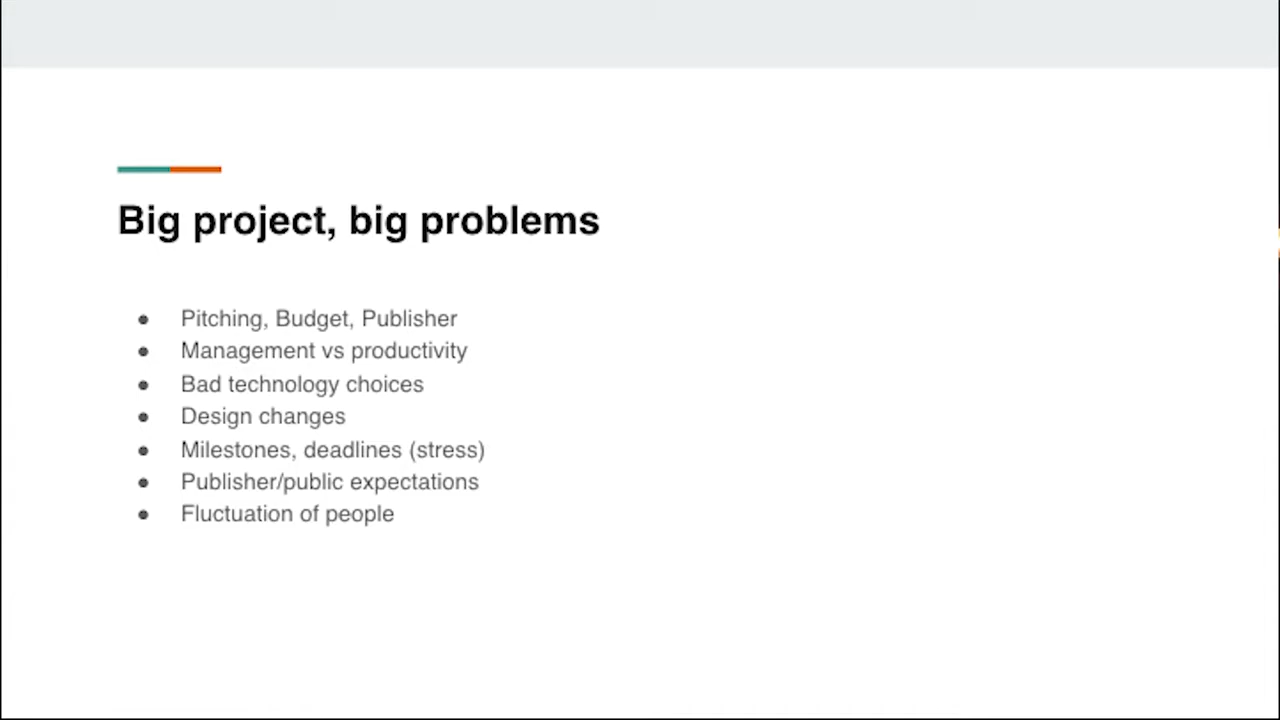 Big project, big problems
● Pitching, Budget, Publisher
● Management vs productivity
● Bad technology choices
● Design changes
● Milestones, deadlines (stress)
● Publisher/public expectations
● Fluctuation of people